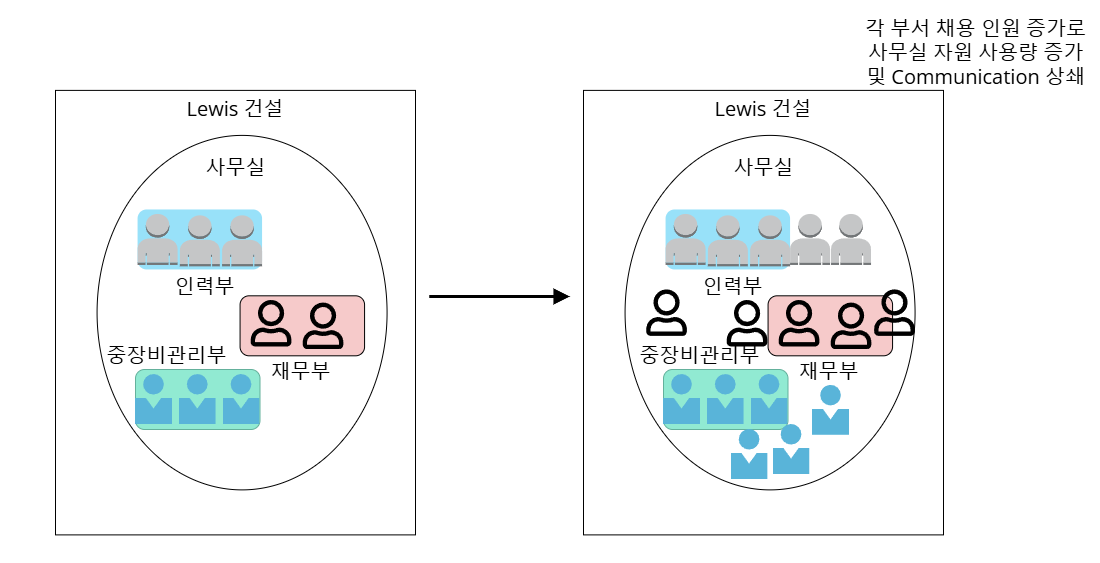 각 부서 채용 인원 증가로
사무실 자원 사용량 증가
및 Communication 상쇄
Lewis 건설
사무실
인력부
중장비관리부
재무부
Lewis 건설
사무실
인력부
중장비관리부
재무부